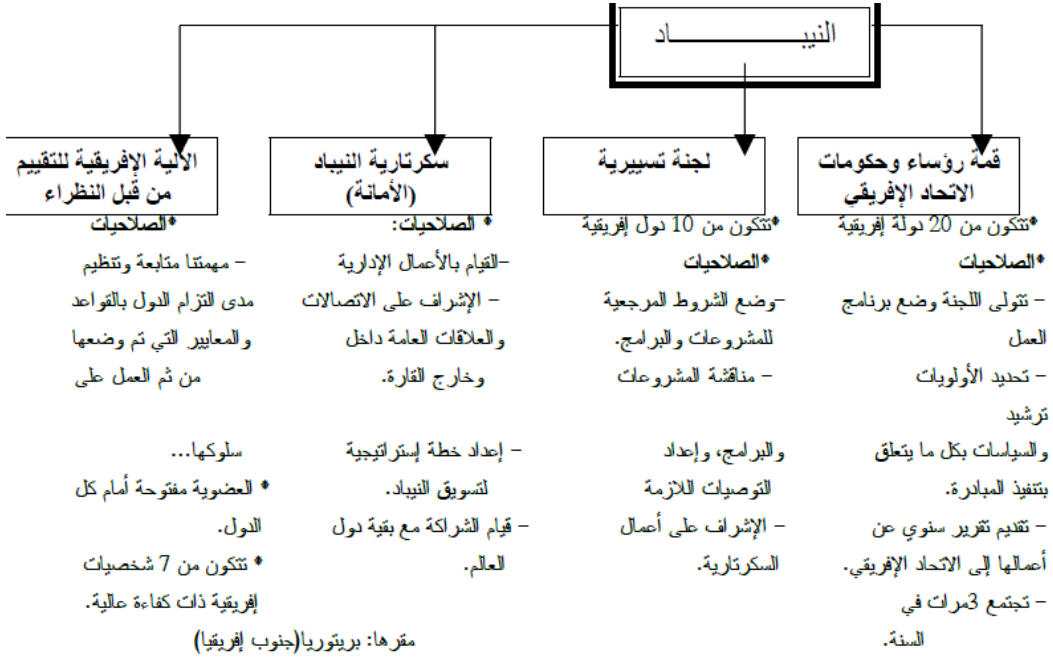 النيبـــــــــــــــاد
قمة رؤساء وحكومات
الاتحاد الإفريقي
*تتكون من 20 دولة إفريقية
*الصلاحيات
- تتولى اللجنة وضع برنامج
العمل
- تحديد الأولويات
ترشيد
والسياسات بكل ما يتعلق
بتنفيذ المبادرة.
- تقديم تقرير سنوي عن
أعمالها إلى الاتحاد الإفريقي.
- تجتمع 3مرات في
السنة.
لجنة تسييرية
*تتكون من 10 دول إفريقية
*الصلاحيات
-وضع الشروط المرجعية
للمشروعات والبرامج.
- مناقشة المشروعات
والبرامج، وإعداد
التوصيات اللازمة
- الإشراف على أعمال
السكرتارية.
سكرتارية النيباد
(الأمانة)
* الصلاحيات:
-القيام بالأعمال الإدارية
- الإشراف على الاتصالات
والعلاقات العامة داخل
وخارج القارة.
- إعداد خطة إستراتيجية
لتسويق النيباد.
- قيام الشراكة مع بقية دول
العالم.
الآلية الإفريقية للتقييم
من قبل النظراء
*الصلاحيات
- مهمتنا متابعة وتنظيم
مدى التزام الدول بالقواعد
والمعايير التي تم وضعها
من ثم العمل على
سلوكها...
* العضوية مفتوحة أمام كل
الدول.
* تتكون من 7 شخصيات
إفريقية ذات كفاءة عالية.
مقرها: بريتوريا(جنوب إفريقيا)